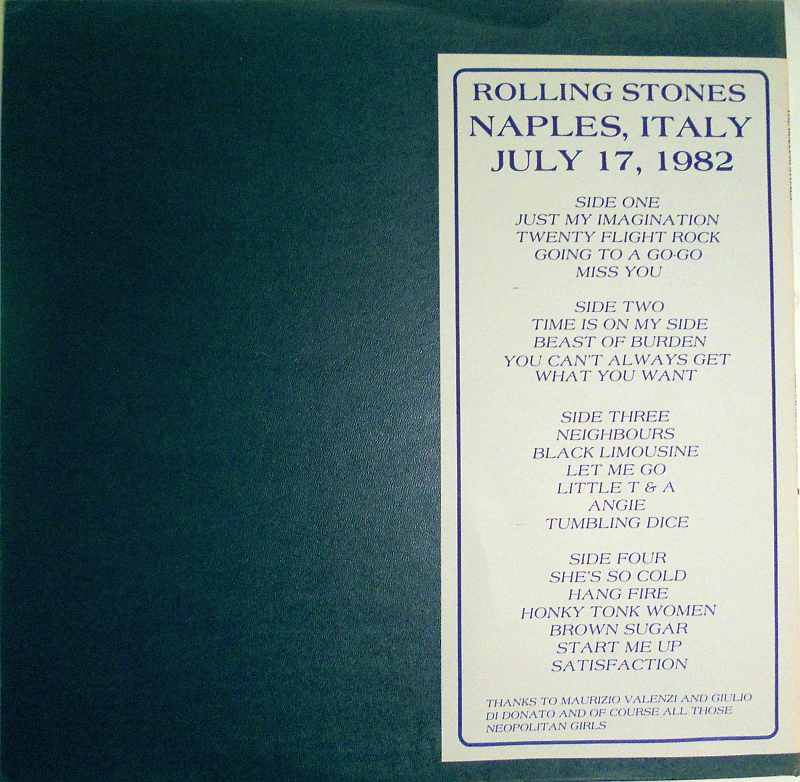 ROLLING STONES
NAPLES, ITALY
JULY 17, 1982
SIDE ONE
JUST MY IMAGINATION
TWENTY FLIGHT ROCK
GOING TO A GO-GO
MISS YOU
SIDE TWO
TIME IS ON MY SIDE
BEAST OF BURDEN
YOU CAN'T ALWAYS GET
WHAT YOU WANT
SIDE THREE
NEIGHBOURS
BLACK LIMOUSINE
LET ME GO
LITTLE T & A
ANGIE
TUMBLING DICE
SIDE FOUR
SHE'S SO COLD
HANG FIRE
HONKY TONK WOMEN
BROWN SUGAR
START ME UP
SATISFACTION
THANKS TO MAURIZIO VALENZI AND GIULIO
DI DONATO AND OF COURSE ALL THOSE
NEOPOLITAN GIRLS